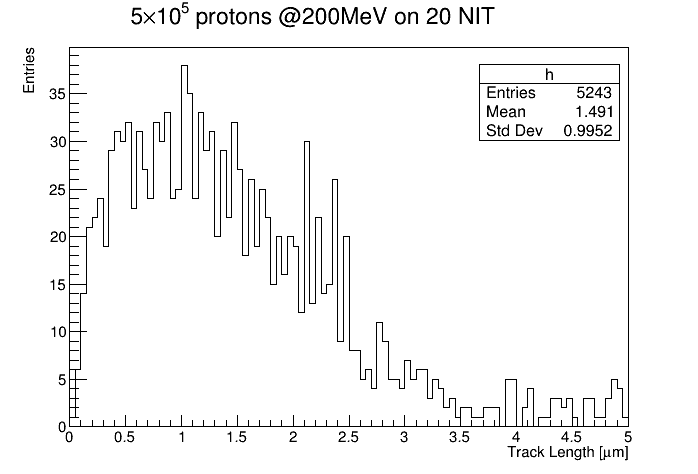 5×10⁵ protons @200MeV on 20 NIT
Entries
h
Entries 5243
Mean 1.491
Std Dev 0.9952
35
30
25
20
15
10
5
0
0 0.5 1 1.5 2 2.5 3 3.5 4 4.5 5
Track Length [μm]